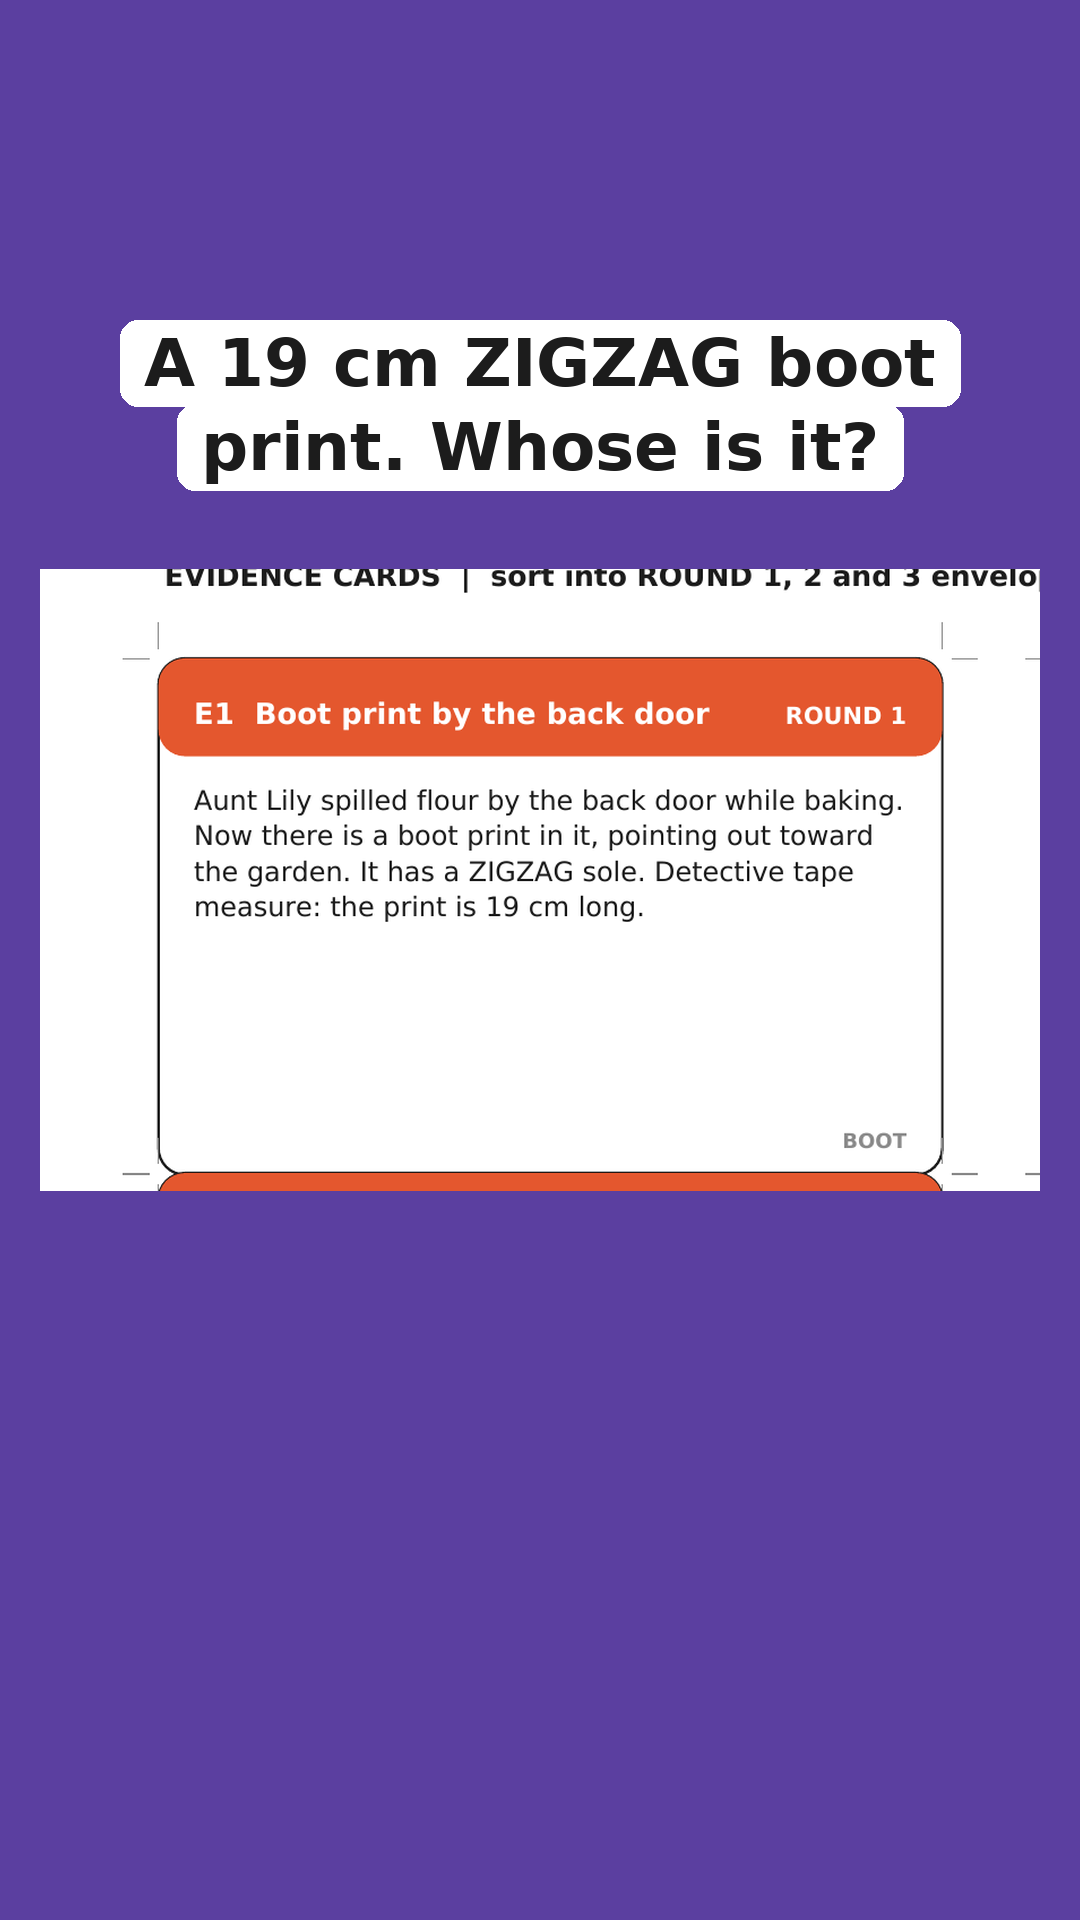 A 19 cm ZIGZAG boot
print. Whose is it?
EVIDENCE CARDS | sort into ROUND 1, 2 and 3 envelo
E1 Boot print by the back door ROUND 1
Aunt Lily spilled flour by the back door while baking.
Now there is a boot print in it, pointing out toward
the garden. It has a ZIGZAG sole. Detective tape
measure: the print is 19 cm long.
BOOT